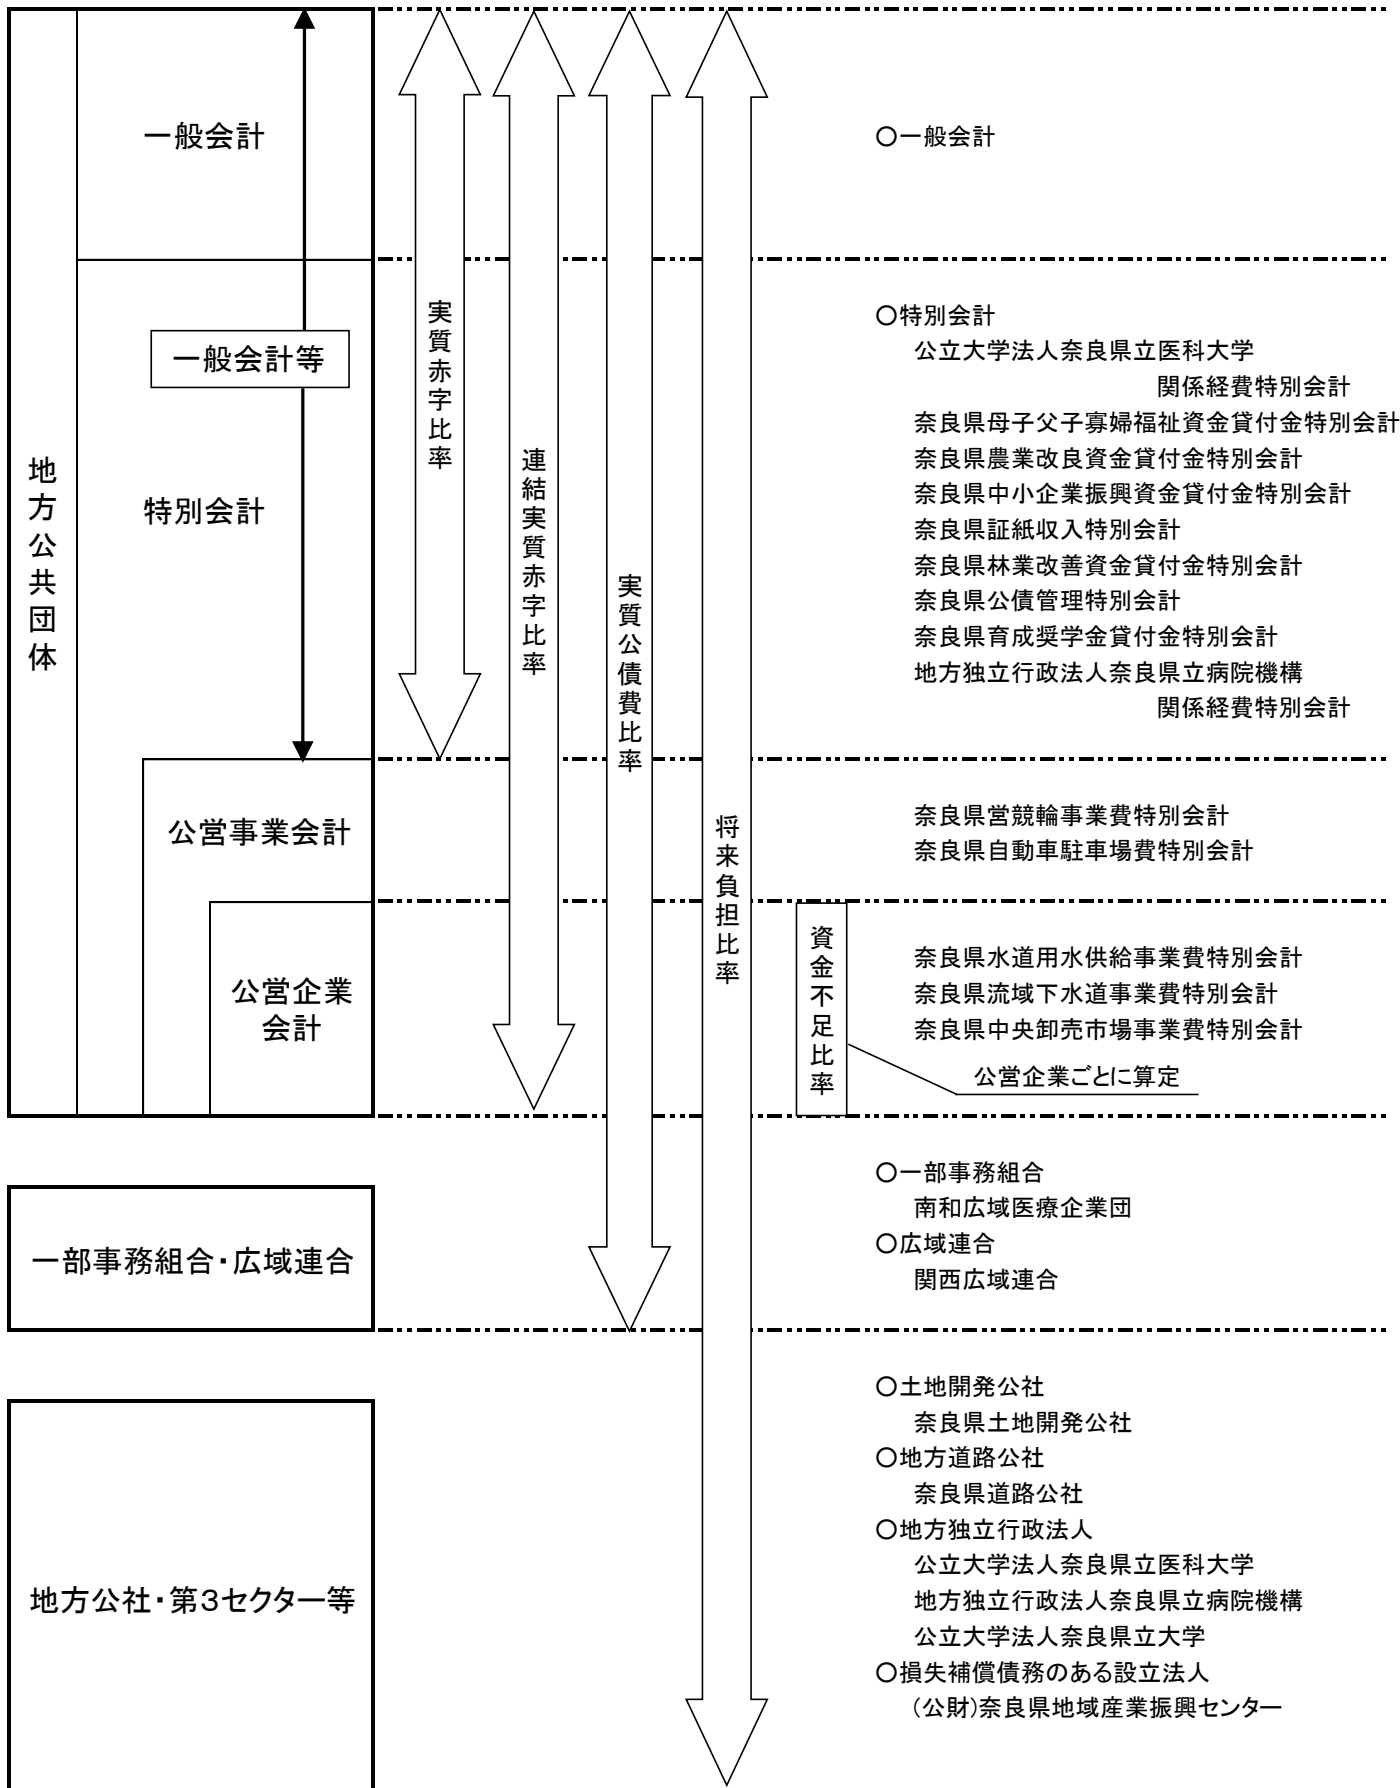 地方公共団体
一般会計
一般会計等
特別会計
公営事業会計
公営企業
会計
一部事務組合・広域連合
地方公社・第３セクター等
実質赤字比率
連結実質赤字比率
実質公債費比率
将来負担比率
資金不足比率
公営企業ごとに算定
○一般会計
○特別会計
公立大学法人奈良県立医科大学
関係経費特別会計
奈良県母子父子寡婦福祉資金貸付金特別会計
奈良県農業改良資金貸付金特別会計
奈良県中小企業振興資金貸付金特別会計
奈良県証紙収入特別会計
奈良県林業改善資金貸付金特別会計
奈良県公債管理特別会計
奈良県育成奨学金貸付金特別会計
地方独立行政法人奈良県立病院機構
関係経費特別会計
奈良県営競輪事業費特別会計
奈良県自動車駐車場費特別会計
奈良県水道用水供給事業費特別会計
奈良県流域下水道事業費特別会計
奈良県中央卸売市場事業費特別会計
○一部事務組合
南和広域医療企業団
○広域連合
関西広域連合
○土地開発公社
奈良県土地開発公社
○地方道路公社
奈良県道路公社
○地方独立行政法人
公立大学法人奈良県立医科大学
地方独立行政法人奈良県立病院機構
公立大学法人奈良県立大学
○損失補償債務のある設立法人
（公財）奈良県地域産業振興センター